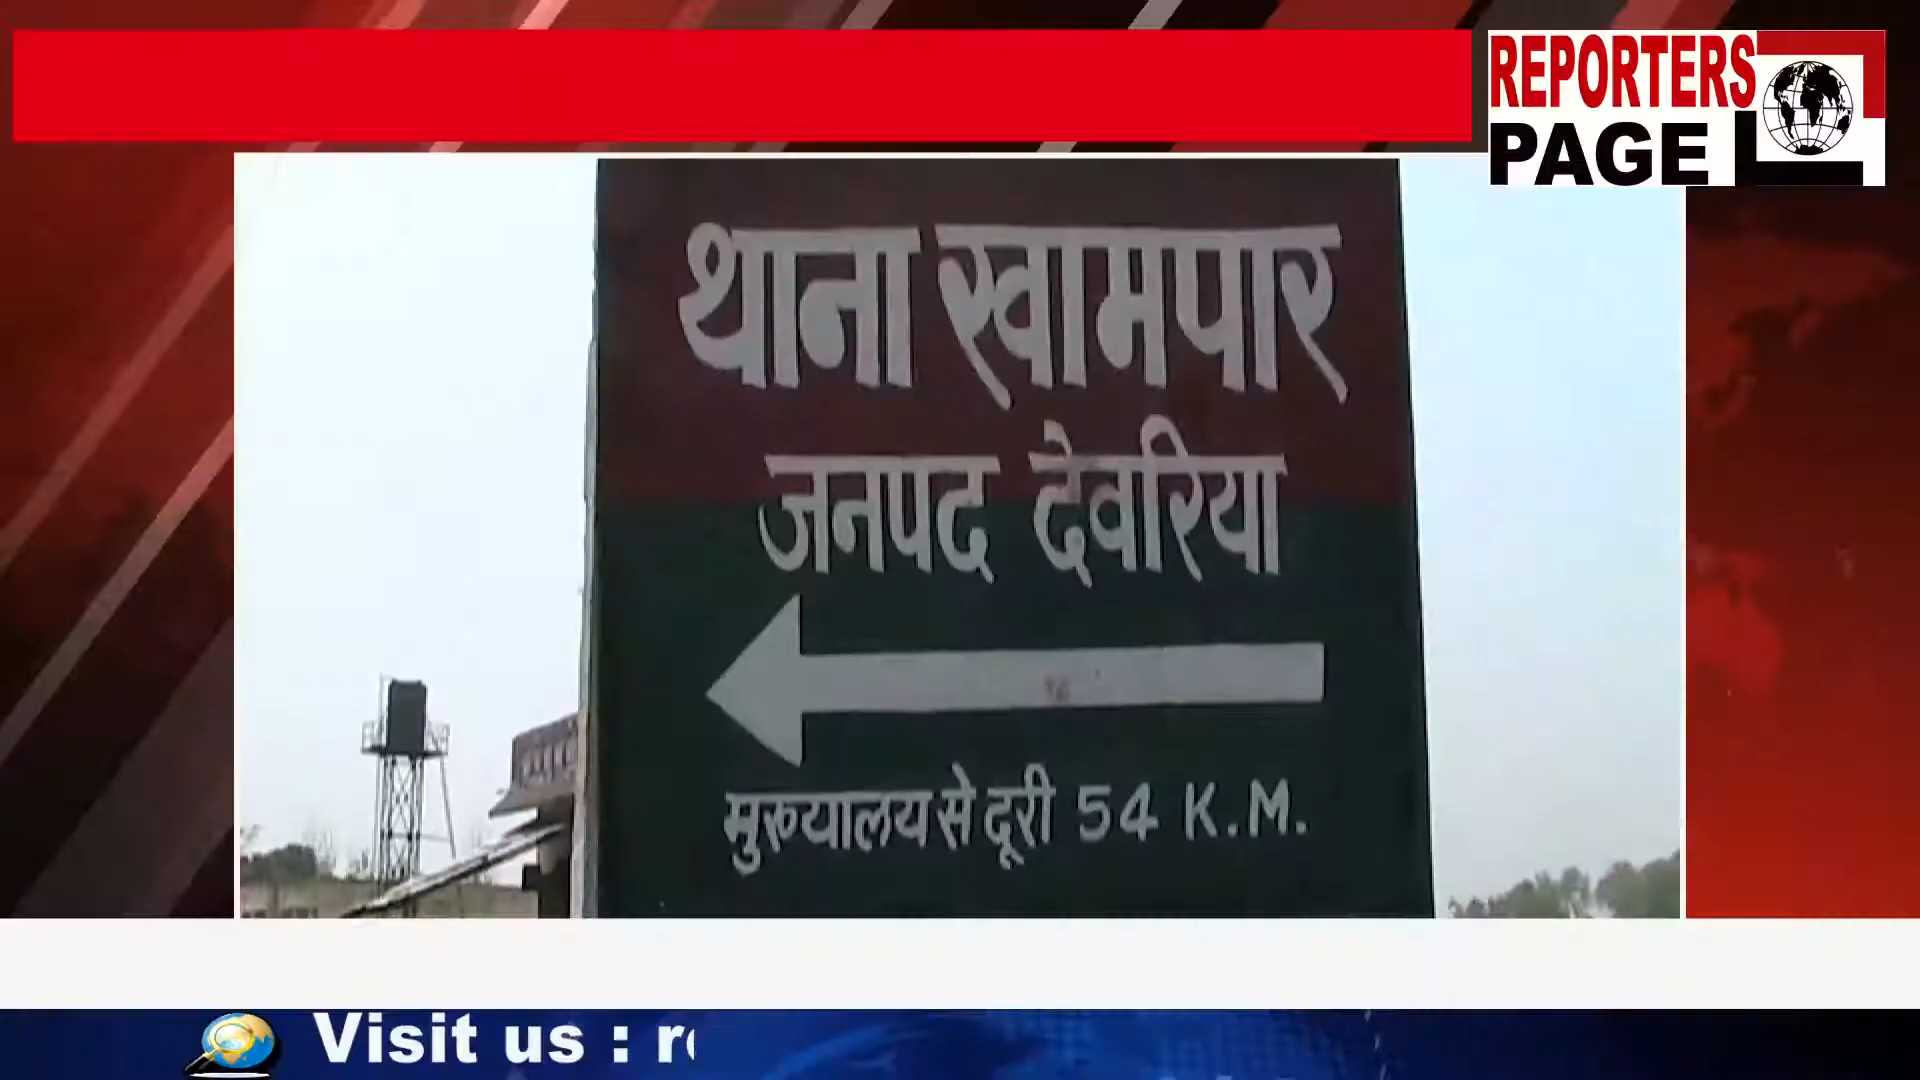 REPORTERS
PAGE
थाना खामपार
जनपद देवरिया
मुख्यालय से दूरी 54 K.M.
Visit us :